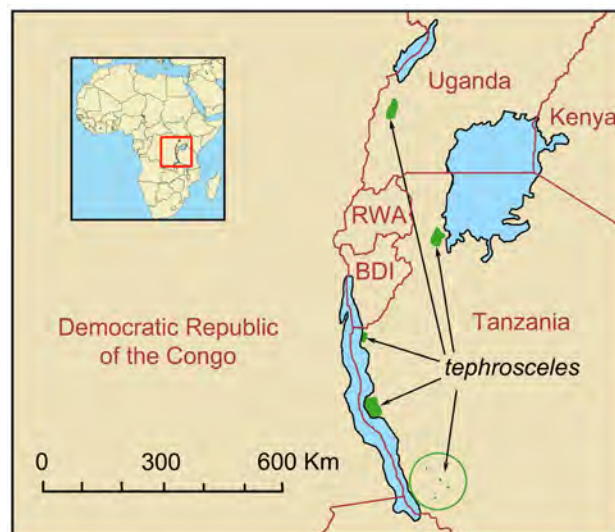 Uganda
Kenya
RWA
BDI
Democratic Republic
of the Congo
Tanzania
tephrosceles
0 300 600 Km